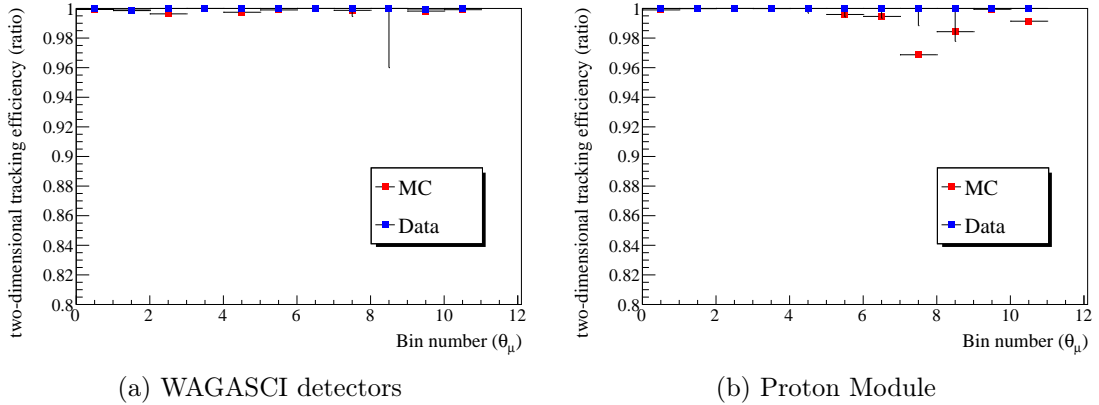 two-dimensional tracking efficiency (ratio)
1
0.98
0.96
0.94
0.92
0.9
0.88
0.86
0.84
0.82
0.8
MC
Data
0 2 4 6 8 10 12
Bin number (θμ)
(a) WAGASCI detectors
two-dimensional tracking efficiency (ratio)
1
0.98
0.96
0.94
0.92
0.9
0.88
0.86
0.84
0.82
0.8
MC
Data
0 2 4 6 8 10 12
Bin number (θμ)
(b) Proton Module